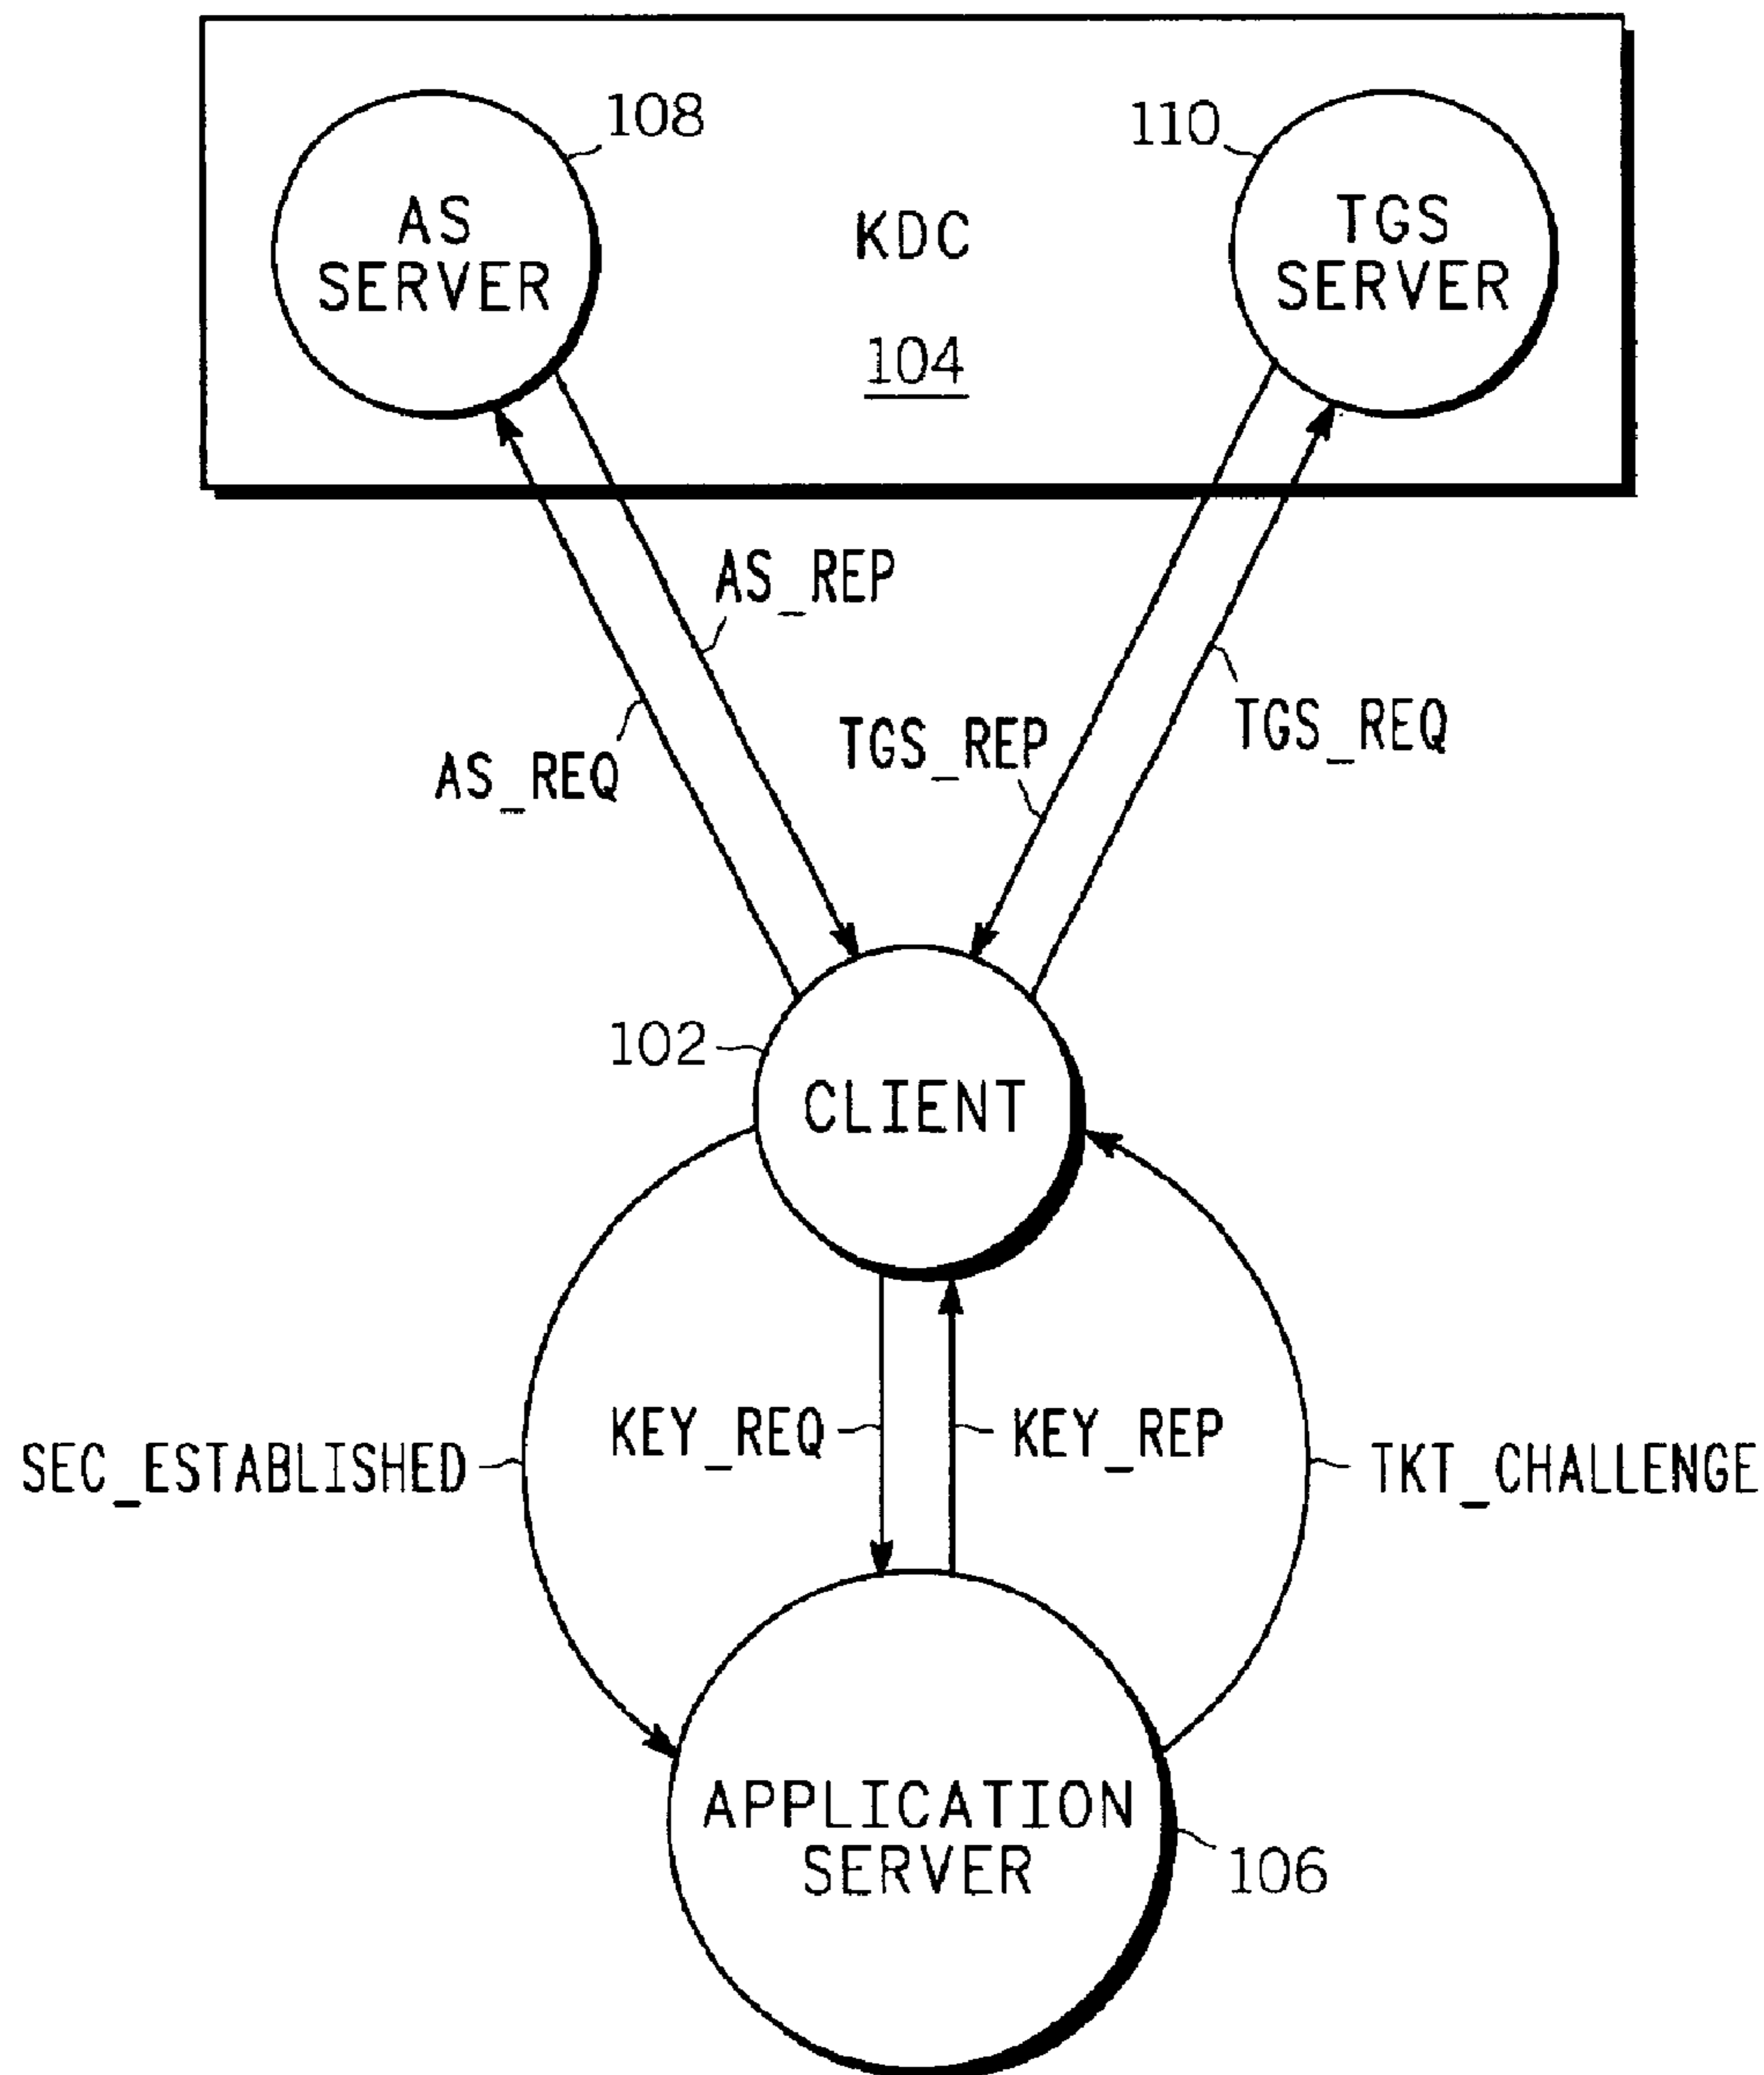 108
110
AS
SERVER
KDC
TGS
SERVER
104
AS_REP
TGS_REQ
TGS_REP
AS_REQ
102
CLIENT
KEY_REQ
KEY_REP
SEC_ESTABLISHED
TKT_CHALLENGE
APPLICATION
SERVER
106